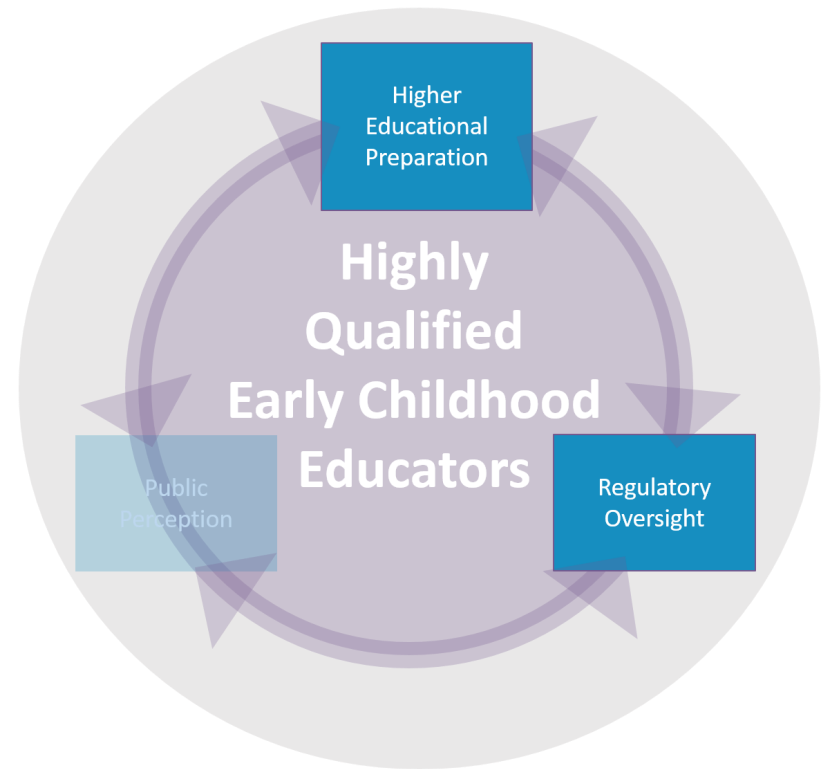 Higher
Educational
Preparation
Highly
Qualified
Early Childhood
Educators
Public
Perception
Regulatory
Oversight